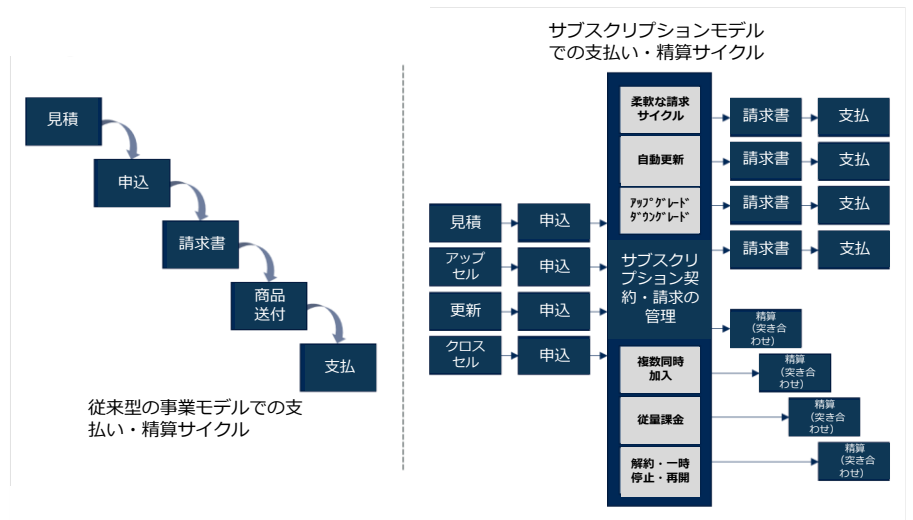 見積
申込
請求書
商品
送付
支払
従来型の事業モデルでの支
払い・精算サイクル
サブスクリプションモデル
での支払い・精算サイクル
見積
申込
アップ
セル
申込
更新
申込
クロス
セル
申込
柔軟な請求
サイクル
自動更新
ｱｯﾌﾟｸﾞﾚｰﾄﾞ
ﾀﾞｳﾝｸﾞﾚｰﾄﾞ
サブスクリ
プション契
約・請求の
管理
複数同時
加入
従量課金
解約・一時
停止・再開
請求書
支払
請求書
支払
請求書
支払
請求書
支払
精算
（突き合
わせ）
精算
（突き合
わせ）
精算
（突き合
わせ）
精算
（突き合
わせ）